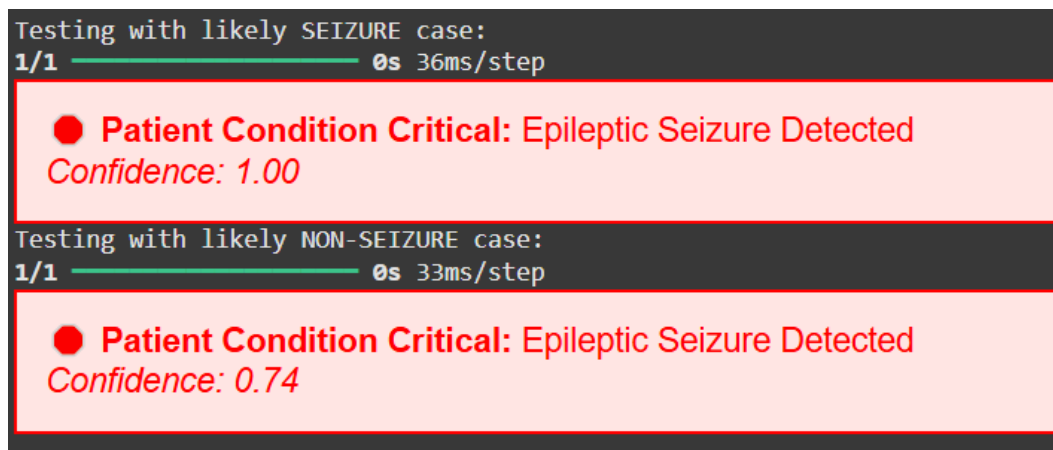 Testing with likely SEIZURE case:
1/1 ━━━━━━━━━━━━━━━━━━━━ 0s 36ms/step
Patient Condition Critical: Epileptic Seizure Detected
Confidence: 1.00
Testing with likely NON-SEIZURE case:
1/1 ━━━━━━━━━━━━━━━━━━━━ 0s 33ms/step
Patient Condition Critical: Epileptic Seizure Detected
Confidence: 0.74